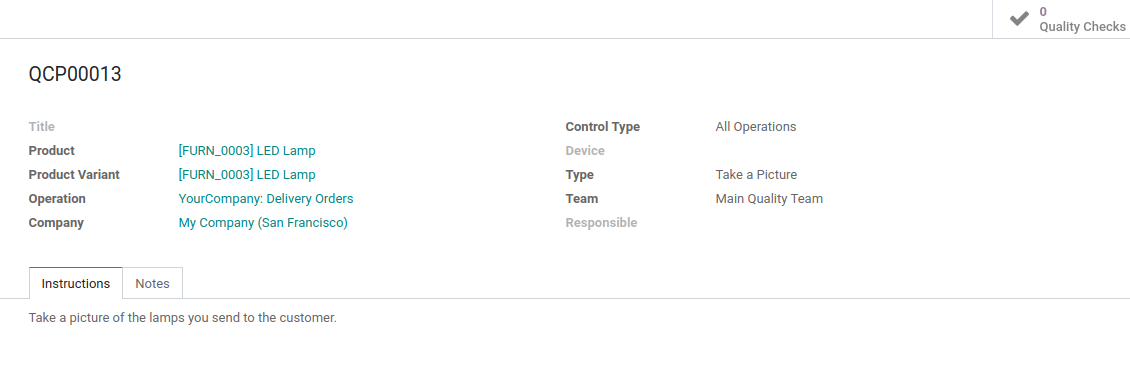 0
Quality Checks
QCP00013
Title
Product [FURN_0003] LED Lamp
Product Variant [FURN_0003] LED Lamp
Operation YourCompany: Delivery Orders
Company My Company (San Francisco)
Control Type All Operations
Device
Type Take a Picture
Team Main Quality Team
Responsible
Instructions Notes
Take a picture of the lamps you send to the customer.